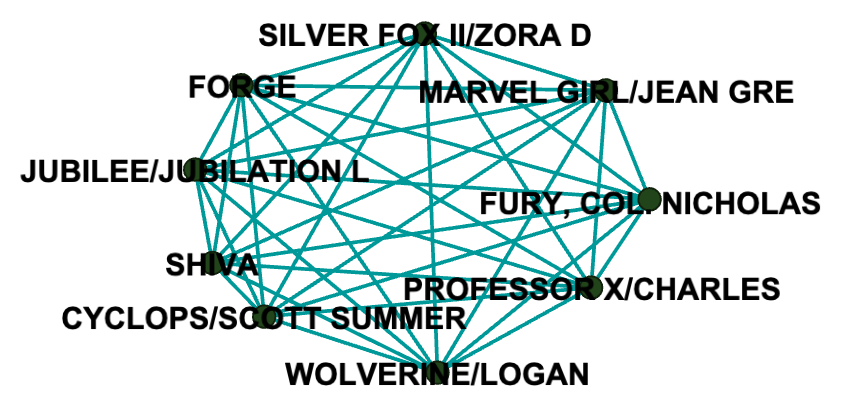 SILVER FOX II/ZORA D
FORGE
MARVEL GIRL/JEAN GRE
JUBILEE/JUBILATION L
FURY, COL. NICHOLAS
SHIVA
PROFESSOR X/CHARLES
CYCLOPS/SCOTT SUMMER
WOLVERINE/LOGAN